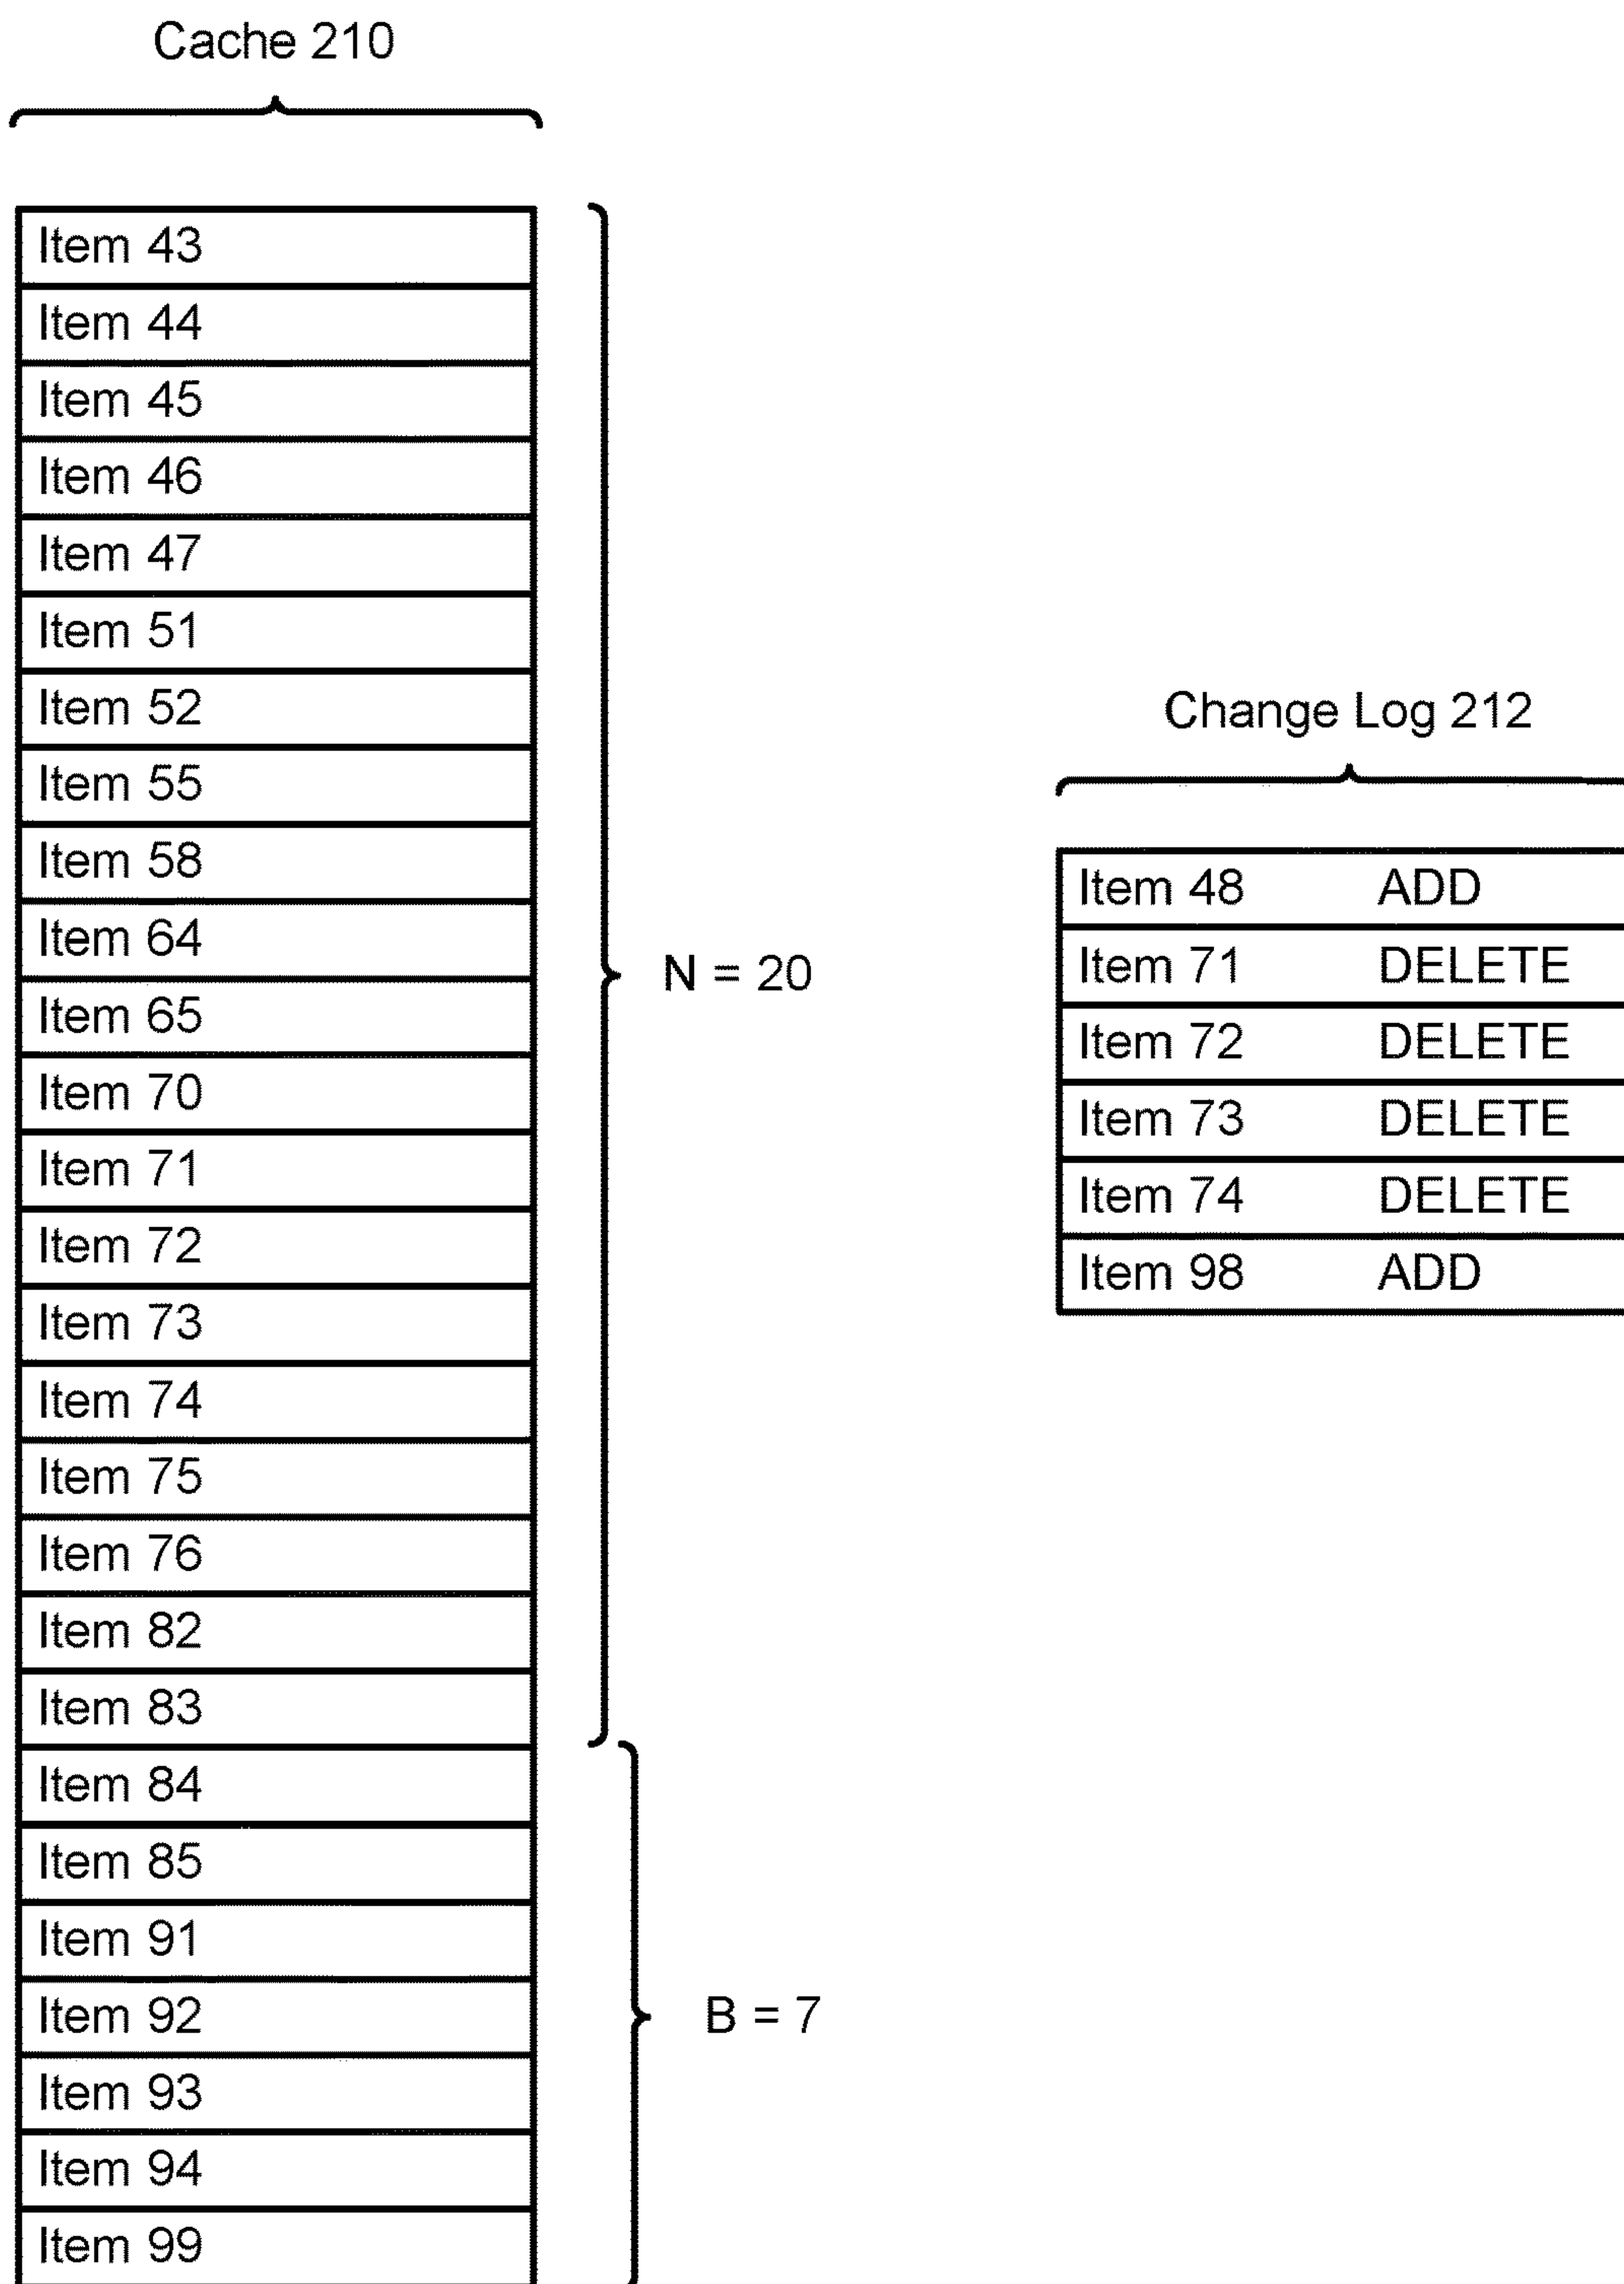 Cache 210
Item 43
Item 44
Item 45
Item 46
Item 47
Item 51
Item 52
Item 55
Item 58
Item 64
Item 65
Item 70
Item 71
Item 72
Item 73
Item 74
Item 75
Item 76
Item 82
Item 83
Item 84
Item 85
Item 91
Item 92
Item 93
Item 94
Item 99
N = 20
B = 7
Change Log 212
Item 48 ADD
Item 71 DELETE
Item 72 DELETE
Item 73 DELETE
Item 74 DELETE
Item 98 ADD